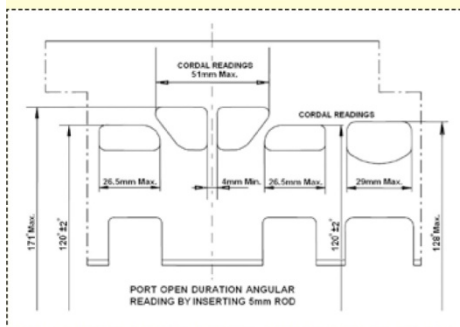 CORDAL READINGS
51mm Max.
CORDAL READINGS
26.5mm Max.
4mm Min.
26.5mm Max.
29mm Max.
171° Max.
120° ±2°
120° ±2°
128° Max.
PORT OPEN DURATION ANGULAR
READING BY INSERTING 5mm ROD